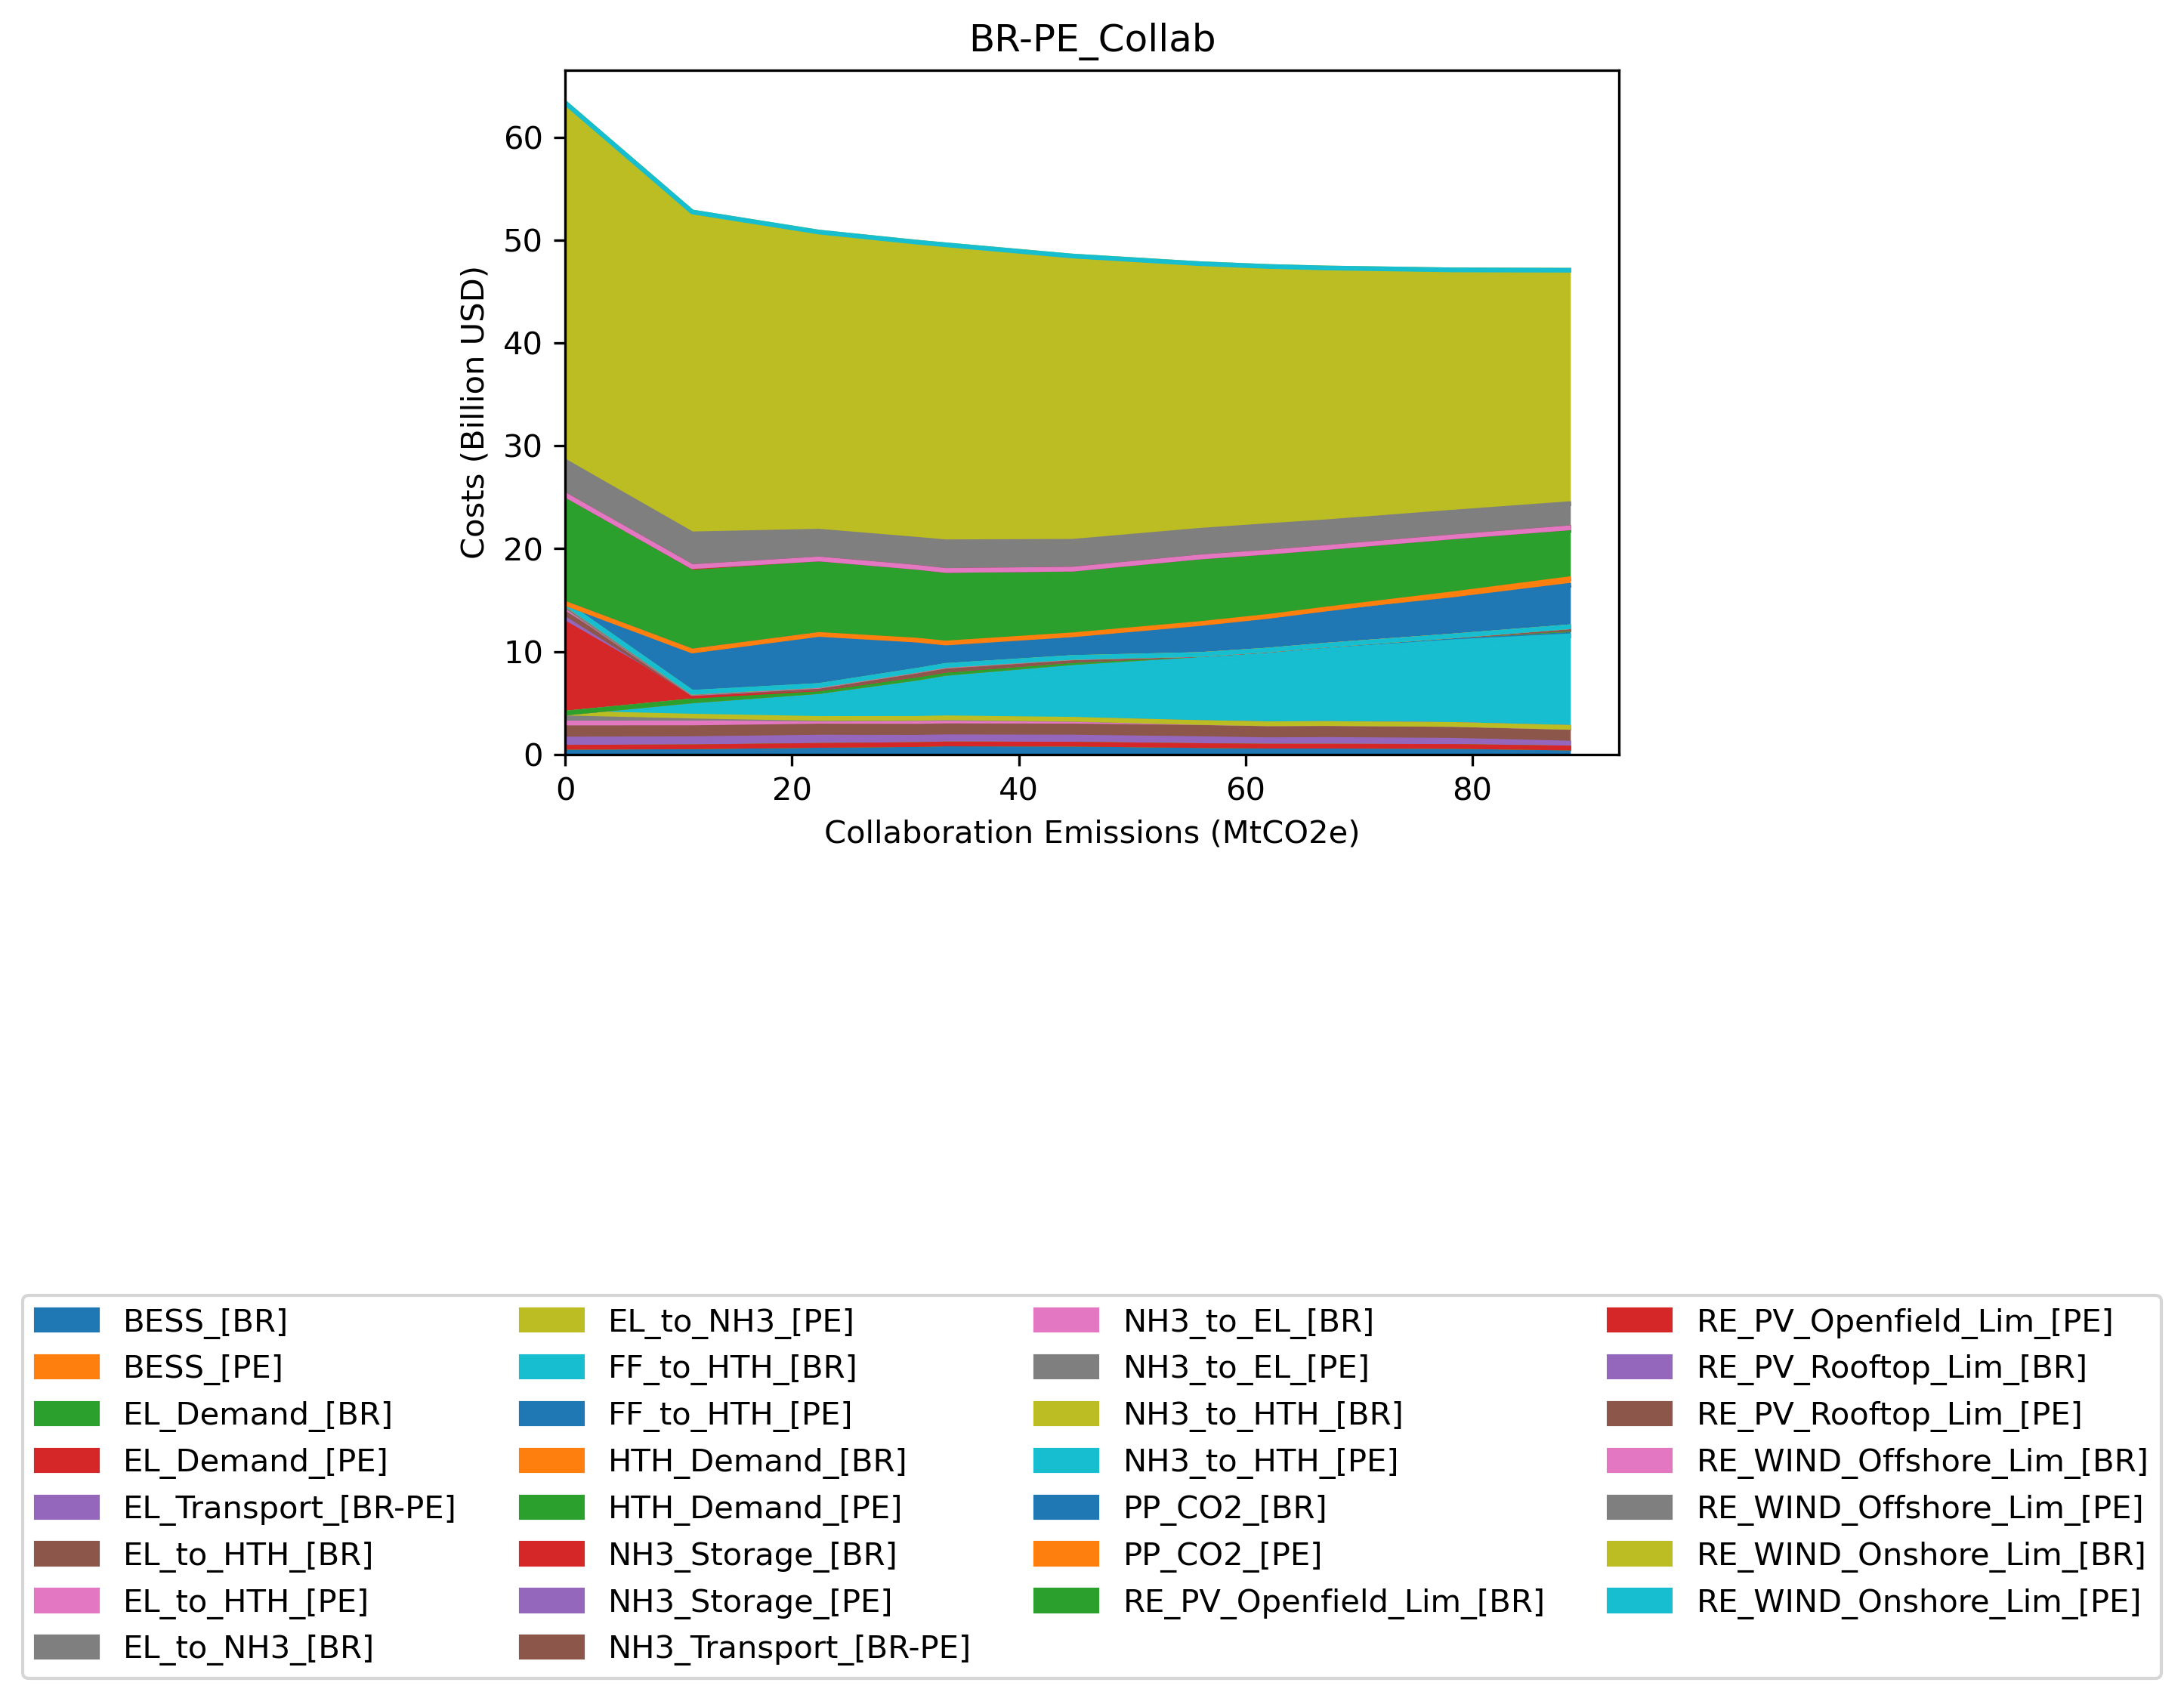 BR-PE_Collab
Costs (Billion USD)
60
50
40
30
20
10
0
0 20 40 60 80
Collaboration Emissions (MtCO2e)
BESS_[BR]
BESS_[PE]
EL_Demand_[BR]
EL_Demand_[PE]
EL_Transport_[BR-PE]
EL_to_HTH_[BR]
EL_to_HTH_[PE]
EL_to_NH3_[BR]
EL_to_NH3_[PE]
FF_to_HTH_[BR]
FF_to_HTH_[PE]
HTH_Demand_[BR]
HTH_Demand_[PE]
NH3_Storage_[BR]
NH3_Storage_[PE]
NH3_Transport_[BR-PE]
NH3_to_EL_[BR]
NH3_to_EL_[PE]
NH3_to_HTH_[BR]
NH3_to_HTH_[PE]
PP_CO2_[BR]
PP_CO2_[PE]
RE_PV_Openfield_Lim_[BR]
RE_PV_Openfield_Lim_[PE]
RE_PV_Rooftop_Lim_[BR]
RE_PV_Rooftop_Lim_[PE]
RE_WIND_Offshore_Lim_[BR]
RE_WIND_Offshore_Lim_[PE]
RE_WIND_Onshore_Lim_[BR]
RE_WIND_Onshore_Lim_[PE]